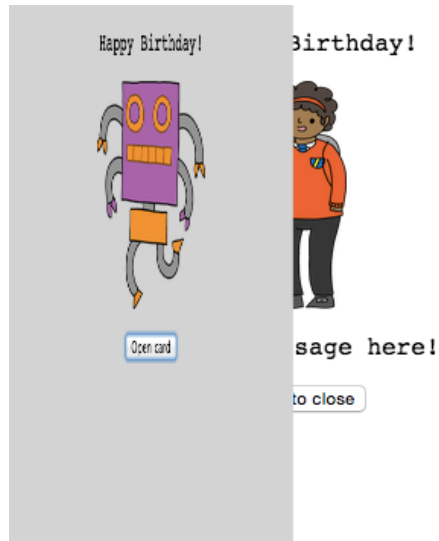 Happy Birthday!
Birthday!
Open card
sage here!
to close